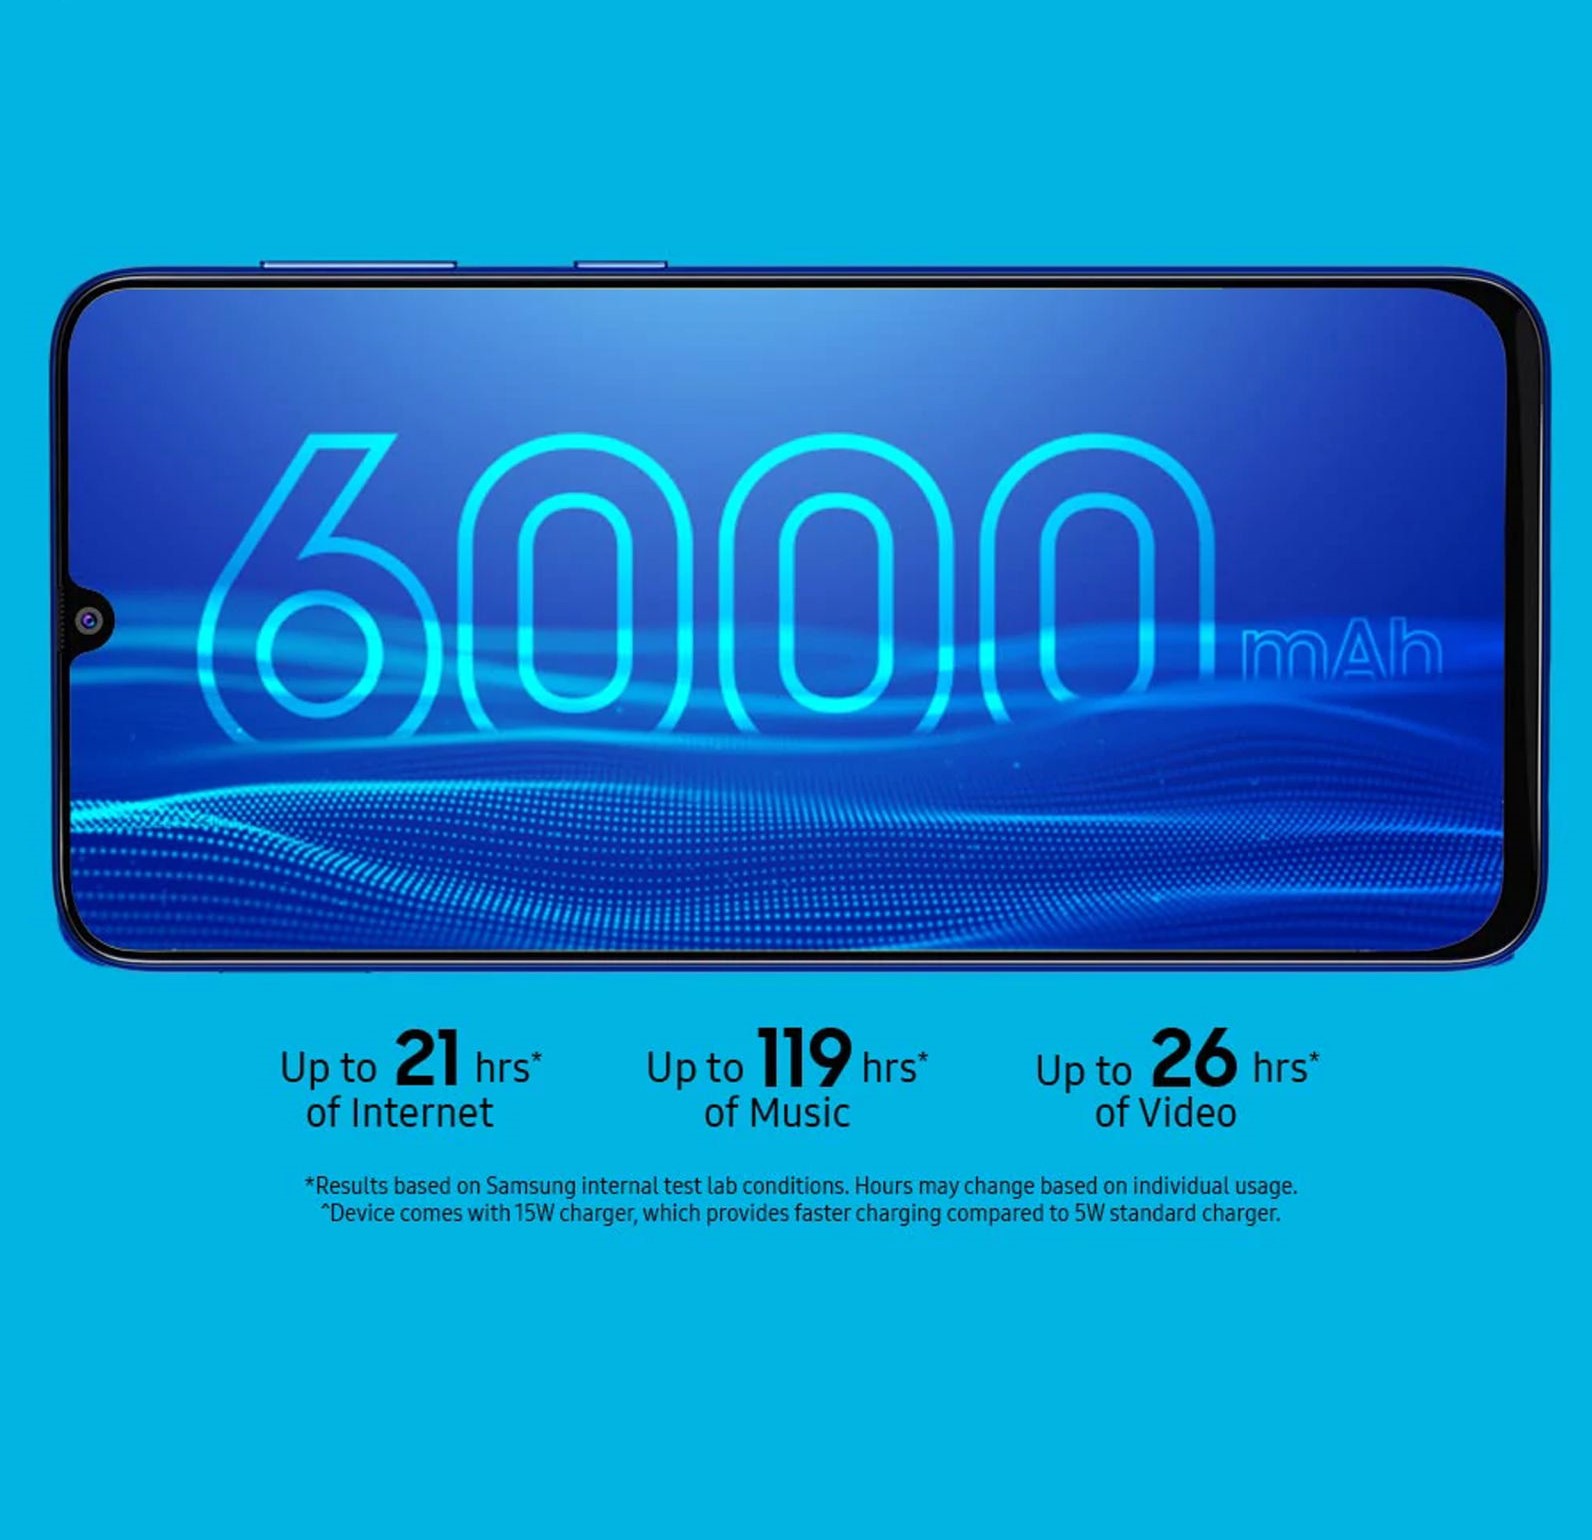 6000 mAh
Up to 21 hrs* Up to 119 hrs* Up to 26 hrs*
of Internet of Music of Video
*Results based on Samsung internal test lab conditions. Hours may change based on individual usage.
^Device comes with 15W charger, which provides faster charging compared to 5W standard charger.